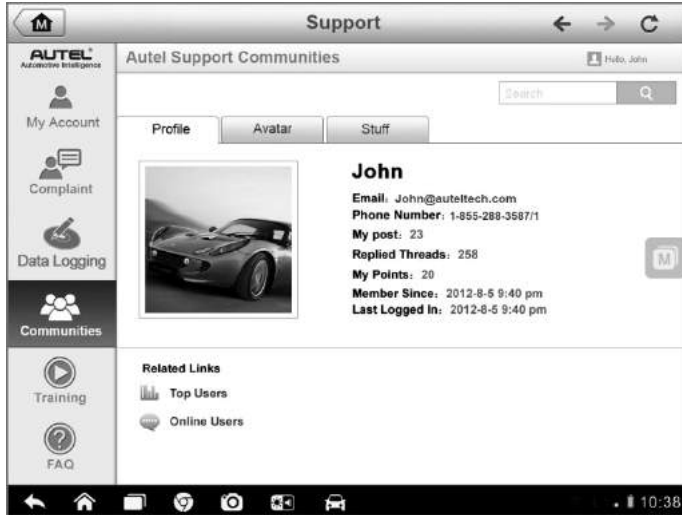 M
Support
AUTEL
Automotive Intelligence
Autel Support Communities
Hello, John
Search
My Account
Profile
Avatar
Stuff
John
Email: John@auteltech.com
Phone Number: 1-855-288-3587/1
My post: 23
Replied Threads: 258
My Points: 20
Member Since: 2012-8-5 9:40 pm
Last Logged In: 2012-8-5 9:40 pm
Complaint
Data Logging
M
Communities
Related Links
Top Users
Online Users
Training
?
FAQ
10:38